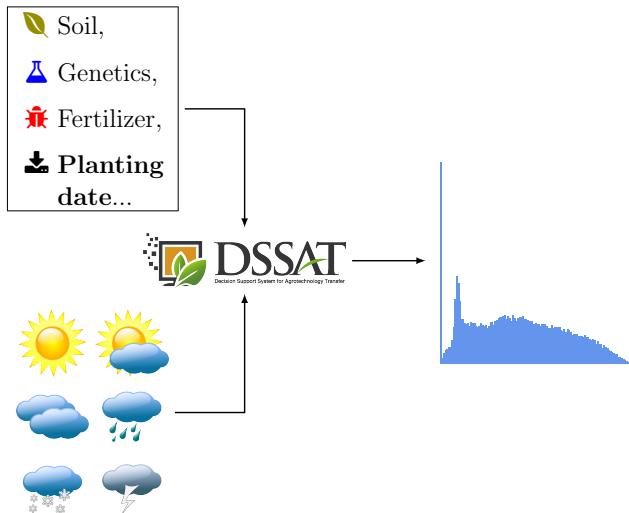 Soil,
Genetics,
Fertilizer,
Planting
date...
DSSAT
Decision Support System for Agrotechnology Transfer